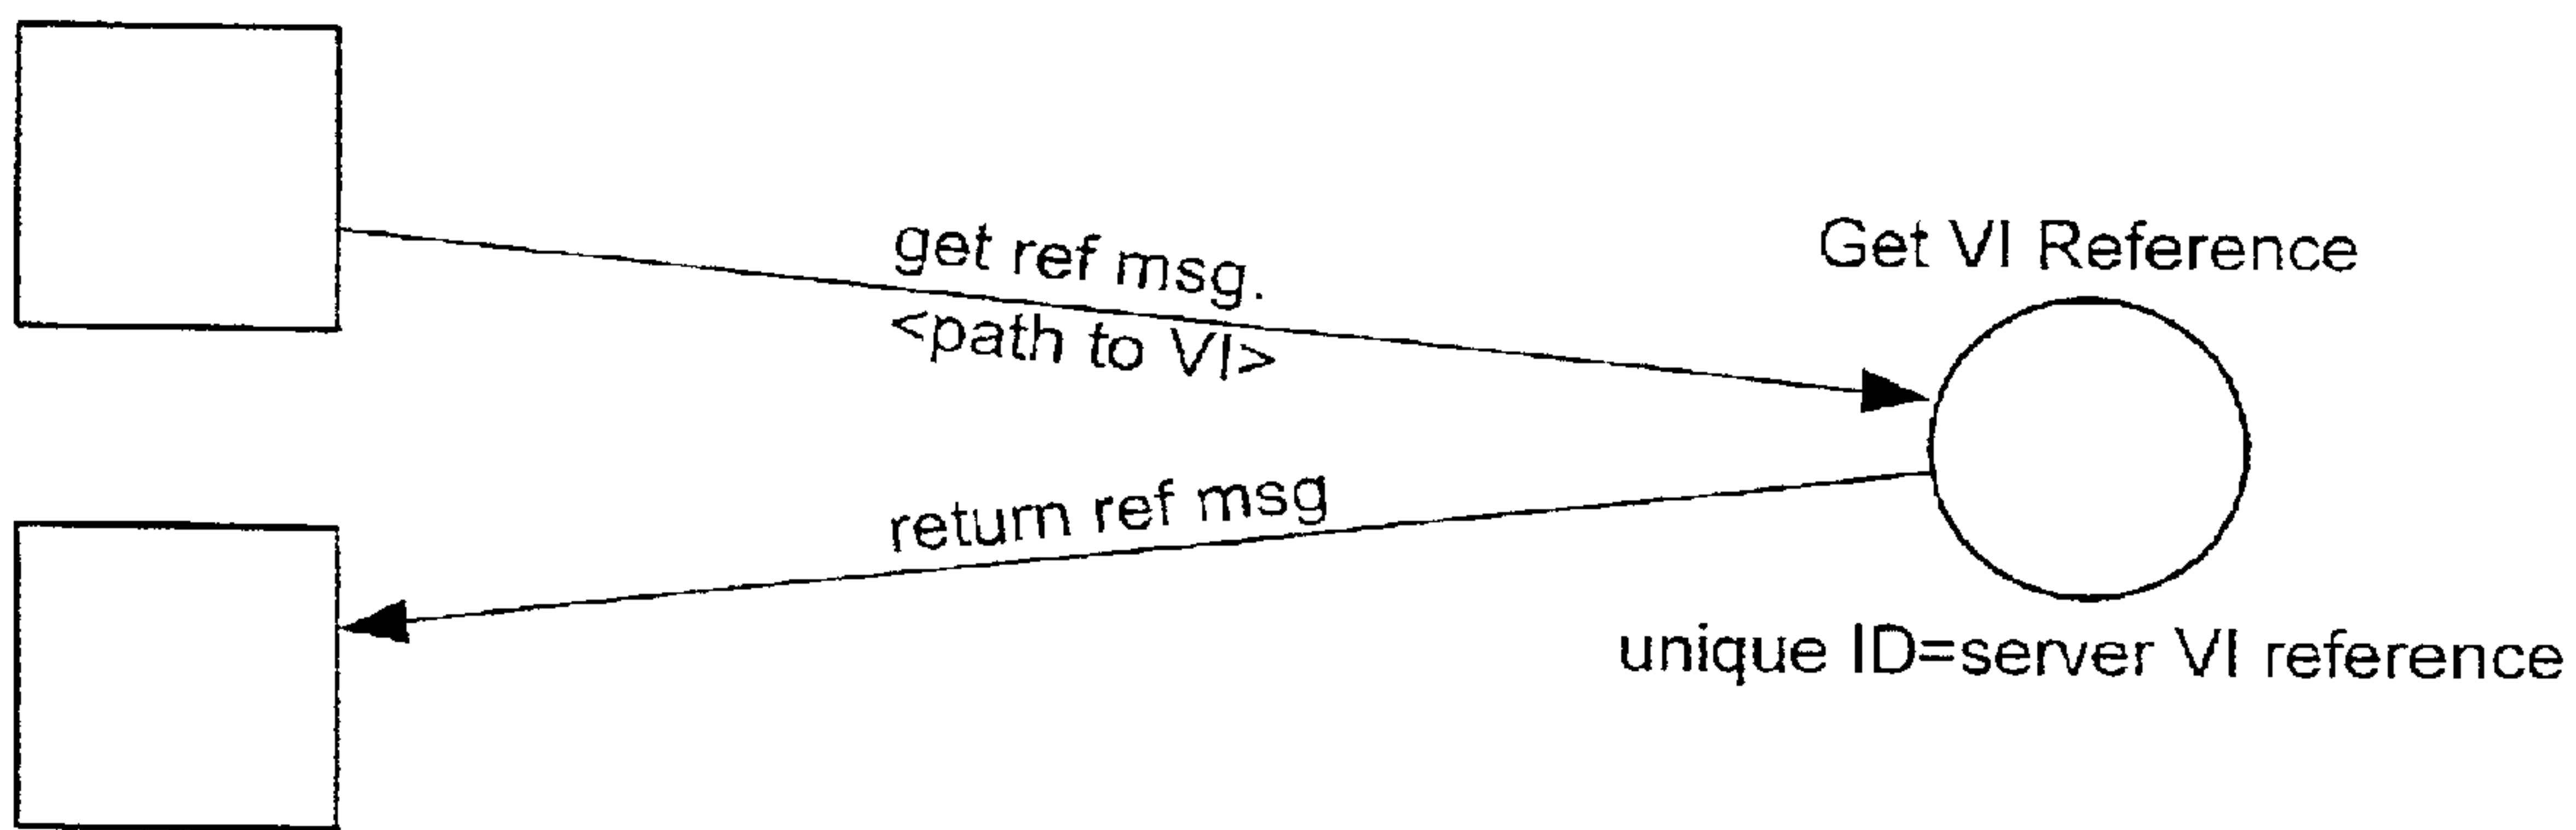 get ref msg.
<path to VI>
Get VI Reference
return ref msg
unique ID=server VI reference